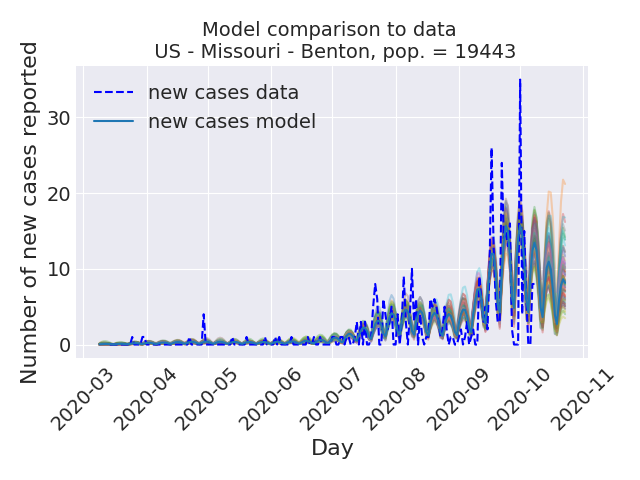 Model comparison to data
US - Missouri - Benton, pop. = 19443
Number of new cases reported
30
20
10
0
new cases data
new cases model
2020-03
2020-04
2020-05
2020-06
2020-07
2020-08
2020-09
2020-10
2020-11
Day